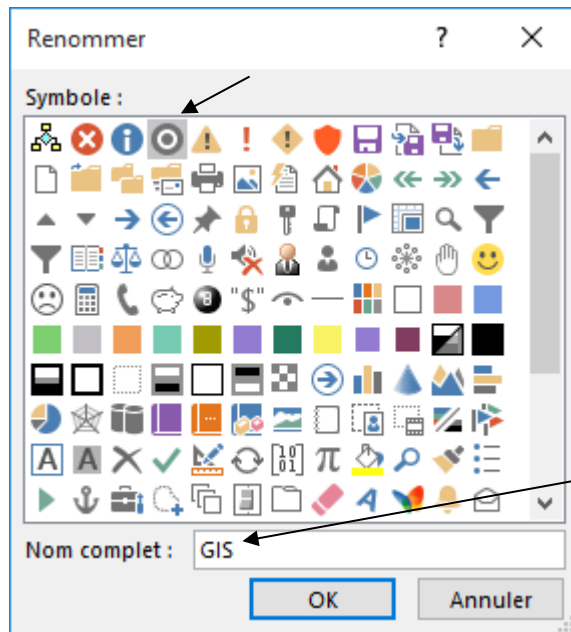 Renommer ?
Symbole :
"$"
A A π
A
Nom complet : GIS
OK Annuler